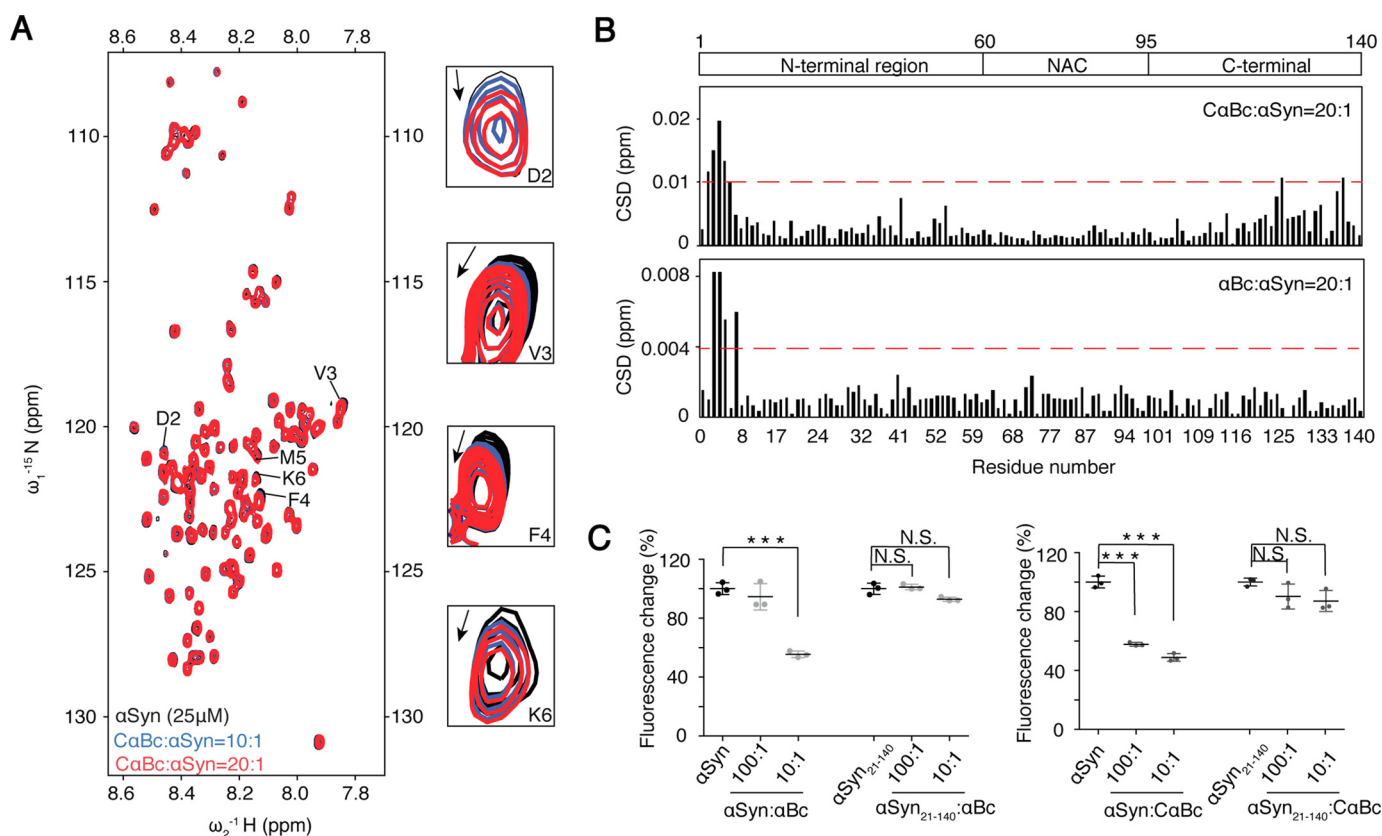 A
8.6 8.4 8.2 8.0 7.8
110 110
115 115
120 120
125 125
130 130
V3
D2
M5
K6
F4
αSyn (25μM)
CαBc:αSyn=10:1
CαBc:αSyn=20:1
8.6 8.4 8.2 8.0 7.8
ω₁-¹⁵N (ppm)
ω₂-¹H (ppm)
D2
V3
F4
K6
B
1 60 95 140
N-terminal region NAC C-terminal
CαBc:αSyn=20:1
CSD (ppm)
0.02
0.01
0
αBc:αSyn=20:1
CSD (ppm)
0.008
0.004
0
0 8 17 24 32 41 52 59 68 77 87 94 101 109 116 125 133 140
Residue number
C
Fluorescence change (%)
120
80
40
0
***
N.S.
N.S.
αSyn 100:1 10:1 αSyn₂₁₋₁₄₀ 100:1 10:1
αSyn:αBc αSyn₂₁₋₁₄₀:αBc
Fluorescence change (%)
120
80
40
0
***
***
N.S.
N.S.
αSyn 100:1 10:1 αSyn₂₁₋₁₄₀ 100:1 10:1
αSyn:CαBc αSyn₂₁₋₁₄₀:CαBc